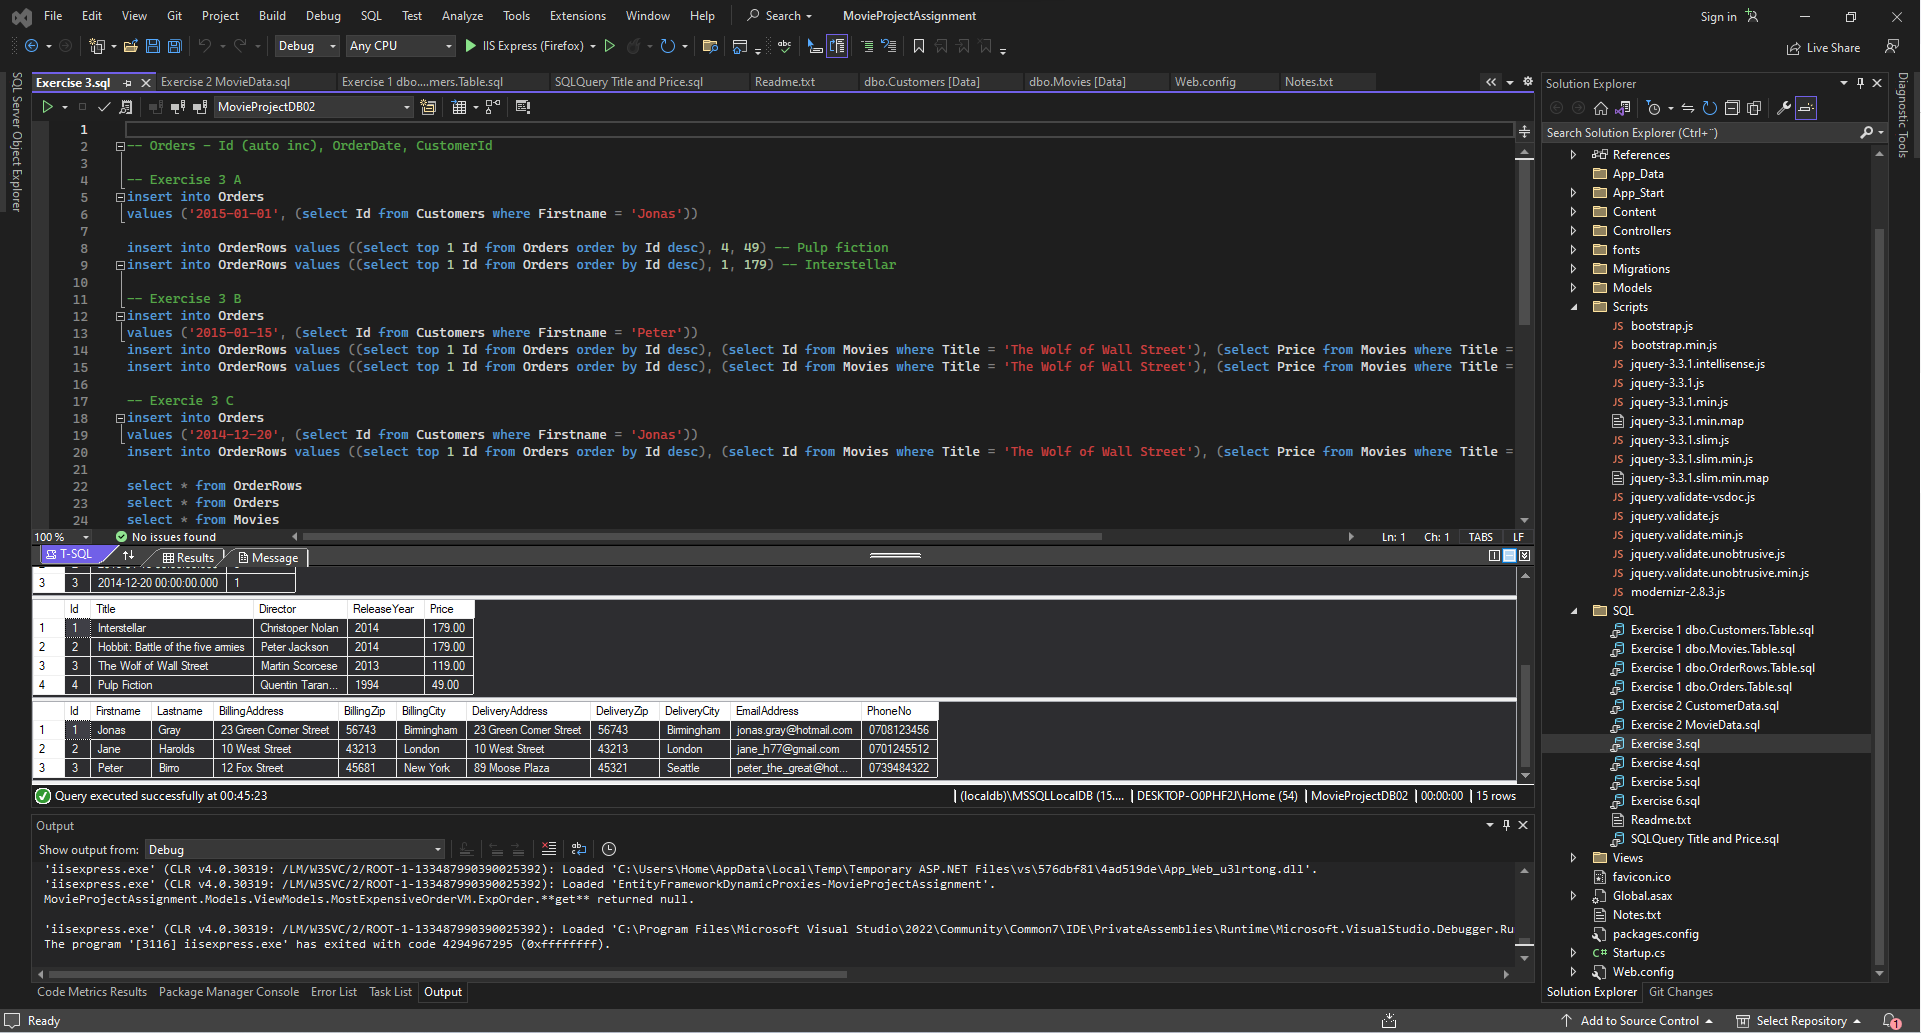 File Edit View Git Project Build Debug SQL Test Analyze Tools Extensions Window Help Search MovieProjectAssignment Sign in
Debug Any CPU IIS Express (Firefox) Live Share
SQL Server Object Explorer
Exercise 3.sql Exercise 2 MovieData.sql Exercise 1 dbo....mers.Table.sql SQLQuery Title and Price.sql Readme.txt dbo.Customers [Data] dbo.Movies [Data] Web.config Notes.txt
MovieProjectDB02
1
2 -- Orders - Id (auto inc), OrderDate, CustomerId
3
4 -- Exercise 3 A
5 insert into Orders
6 values ('2015-01-01', (select Id from Customers where Firstname = 'Jonas'))
7
8 insert into OrderRows values ((select top 1 Id from Orders order by Id desc), 4, 49) -- Pulp fiction
9 insert into OrderRows values ((select top 1 Id from Orders order by Id desc), 1, 179) -- Interstellar
10
11 -- Exercise 3 B
12 insert into Orders
13 values ('2015-01-15', (select Id from Customers where Firstname = 'Peter'))
14 insert into OrderRows values ((select top 1 Id from Orders order by Id desc), (select Id from Movies where Title = 'The Wolf of Wall Street'), (select Price from Movies where Title =
15 insert into OrderRows values ((select top 1 Id from Orders order by Id desc), (select Id from Movies where Title = 'The Wolf of Wall Street'), (select Price from Movies where Title =
16
17 -- Exercie 3 C
18 insert into Orders
19 values ('2014-12-20', (select Id from Customers where Firstname = 'Jonas'))
20 insert into OrderRows values ((select top 1 Id from Orders order by Id desc), (select Id from Movies where Title = 'The Wolf of Wall Street'), (select Price from Movies where Title =
21
22 select * from OrderRows
23 select * from Orders
24 select * from Movies
100 % No issues found Ln: 1 Ch: 1 TABS LF
T-SQL Results Message
3 3 2014-12-20 00:00:00.000 1
Id Title Director ReleaseYear Price
1 1 Interstellar Christoper Nolan 2014 179.00
2 2 Hobbit: Battle of the five armies Peter Jackson 2014 179.00
3 3 The Wolf of Wall Street Martin Scorcese 2013 119.00
4 4 Pulp Fiction Quentin Taran... 1994 49.00
Id Firstname Lastname BillingAddress BillingZip BillingCity DeliveryAddress DeliveryZip DeliveryCity EmailAddress PhoneNo
1 1 Jonas Gray 23 Green Corner Street 56743 Birmingham 23 Green Corner Street 56743 Birmingham jonas.gray@hotmail.com 0708123456
2 2 Jane Harolds 10 West Street 43213 London 10 West Street 43213 London jane_h77@gmail.com 0701245512
3 3 Peter Birro 12 Fox Street 45681 New York 89 Moose Plaza 45321 Seattle peter_the_great@hot... 0739484322
Query executed successfully at 00:45:23 (localdb)\MSSQLLocalDB (15.... DESKTOP-O0PHF2J\Home (54) MovieProjectDB02 00:00:00 15 rows
Output
Show output from: Debug
'iisexpress.exe' (CLR v4.0.30319: /LM/W3SVC/2/ROOT-1-133487990390025392): Loaded 'C:\Users\Home\AppData\Local\Temp\Temporary ASP.NET Files\vs\576dbf81\4ad519de\App_Web_u3lrtong.dll'.
'iisexpress.exe' (CLR v4.0.30319: /LM/W3SVC/2/ROOT-1-133487990390025392): Loaded 'EntityFrameworkDynamicProxies-MovieProjectAssignment'.
MovieProjectAssignment.Models.ViewModels.MostExpensiveOrderVM.ExpOrder.**get** returned null.
'iisexpress.exe' (CLR v4.0.30319: /LM/W3SVC/2/ROOT-1-133487990390025392): Loaded 'C:\Program Files\Microsoft Visual Studio\2022\Community\Common7\IDE\PrivateAssemblies\Runtime\Microsoft.VisualStudio.Debugger.Ru
The program '[3116] iisexpress.exe' has exited with code 4294967295 (0xffffffff).
Code Metrics Results Package Manager Console Error List Task List Output
Solution Explorer
Search Solution Explorer (Ctrl+¨)
References
App_Data
App_Start
Content
Controllers
fonts
Migrations
Models
Scripts
JS bootstrap.js
JS bootstrap.min.js
JS jquery-3.3.1.intellisense.js
JS jquery-3.3.1.js
JS jquery-3.3.1.min.js
jquery-3.3.1.min.map
JS jquery-3.3.1.slim.js
JS jquery-3.3.1.slim.min.js
jquery-3.3.1.slim.min.map
JS jquery.validate-vsdoc.js
JS jquery.validate.js
JS jquery.validate.min.js
JS jquery.validate.unobtrusive.js
JS jquery.validate.unobtrusive.min.js
JS modernizr-2.8.3.js
SQL
Exercise 1 dbo.Customers.Table.sql
Exercise 1 dbo.Movies.Table.sql
Exercise 1 dbo.OrderRows.Table.sql
Exercise 1 dbo.Orders.Table.sql
Exercise 2 CustomerData.sql
Exercise 2 MovieData.sql
Exercise 3.sql
Exercise 4.sql
Exercise 5.sql
Exercise 6.sql
Readme.txt
SQLQuery Title and Price.sql
Views
favicon.ico
Global.asax
Notes.txt
packages.config
C# Startup.cs
Web.config
Solution Explorer Git Changes
Diagnostic Tools
Ready Add to Source Control Select Repository 1